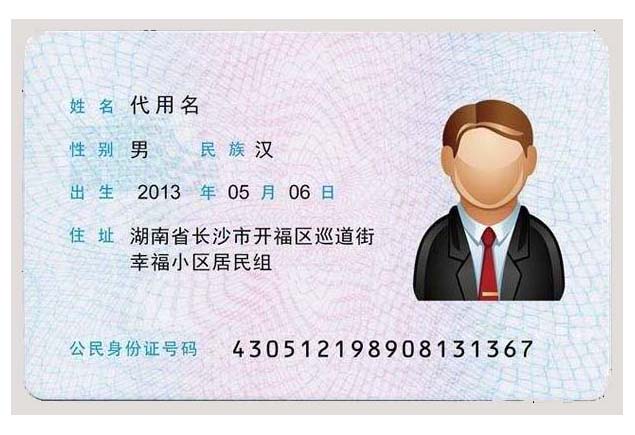 姓名 代用名
性别 男 民族 汉
出生 2013 年 05 月 06 日
住址 湖南省长沙市开福区巡道街
幸福小区居民组
公民身份证号码 430512198908131367